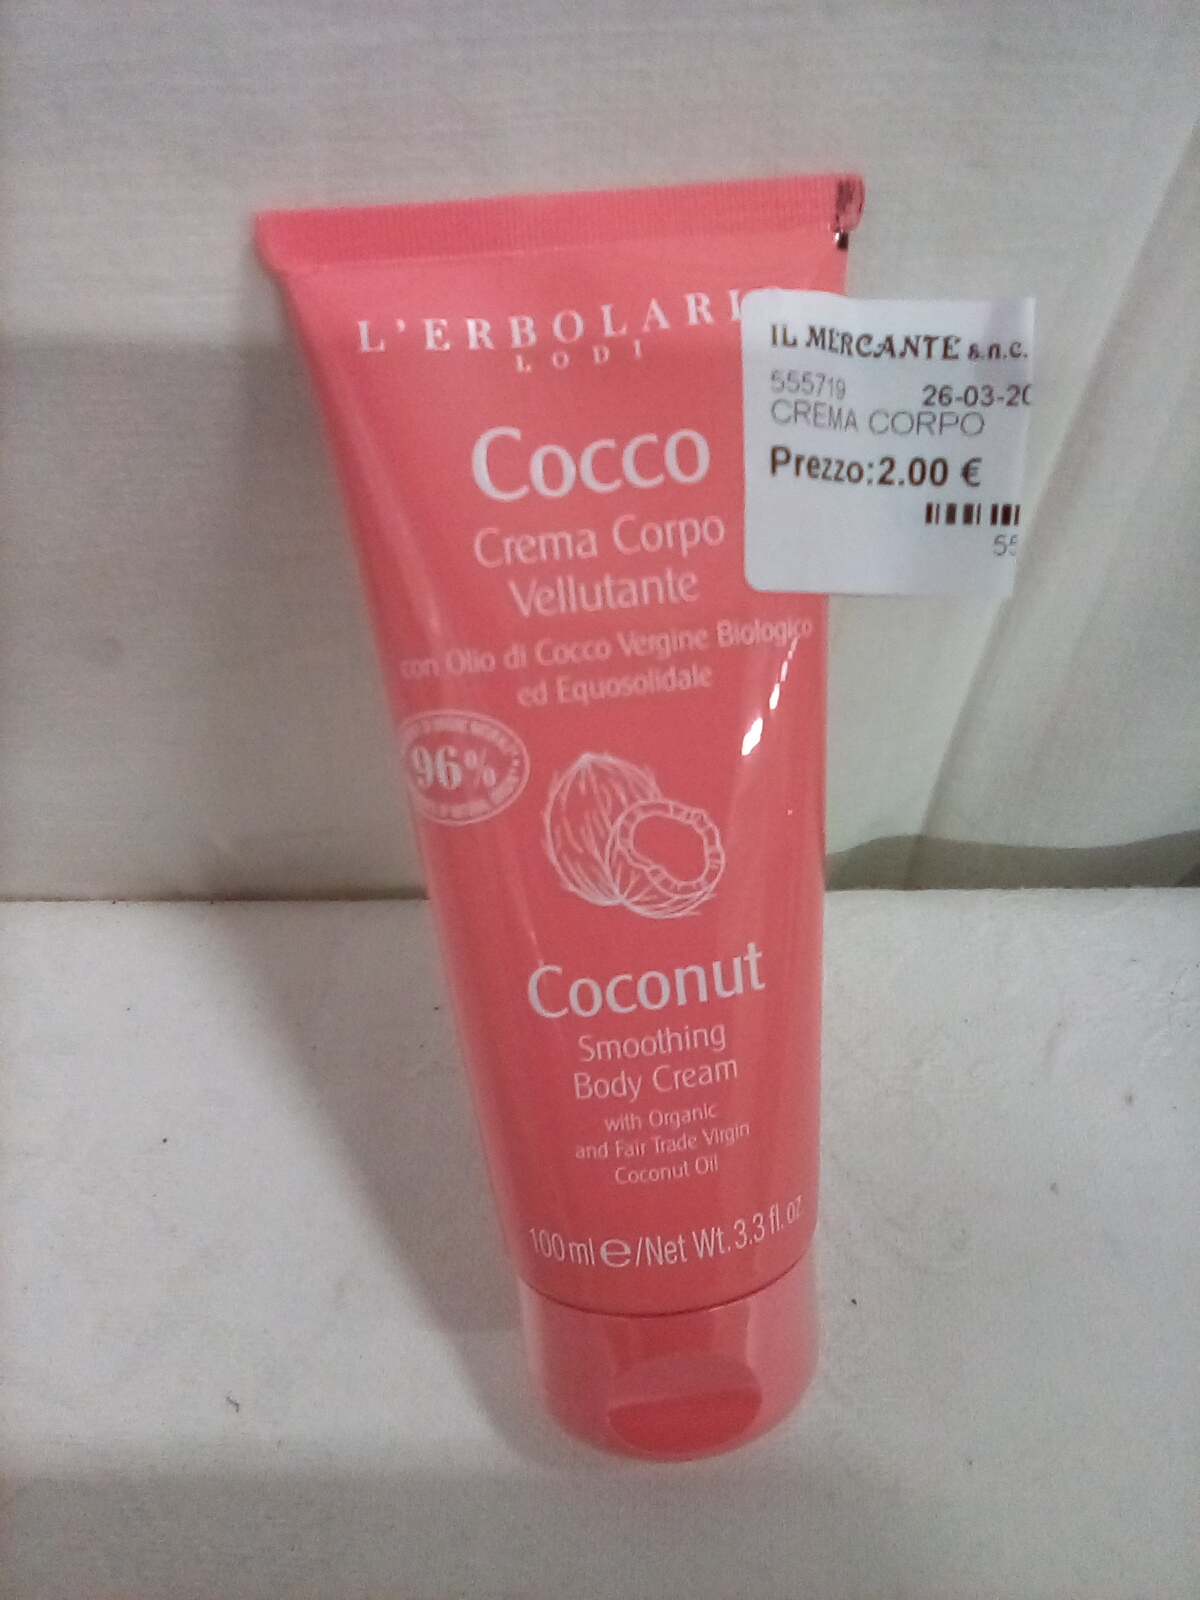 L'ERBOLARI
LODI
Cocco
Crema Corpo
Vellutante
con Olio di Cocco Vergine Biologico
ed Equosolidale
96%
Coconut
Smoothing
Body Cream
with Organic
and Fair Trade Virgin
Coconut Oil
100 ml e/Net Wt. 3.3 fl. oz
IL MERCANTE s.n.c.
555719 26-03-20
CREMA CORPO
Prezzo:2.00 €
55